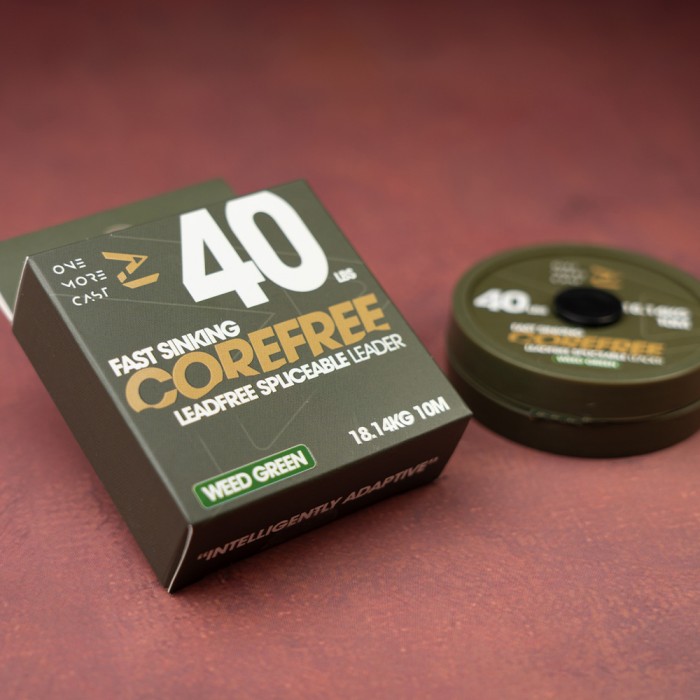 ONE
MORE
CAST
40
LBS
FAST SINKING
COREFREE
LEADFREE SPLICEABLE LEADER
18.14KG 10M
WEED GREEN
"INTELLIGENTLY ADAPTIVE"
40
COREFREE
LEADFREE SPLICEABLE LEADER
WEED GREEN